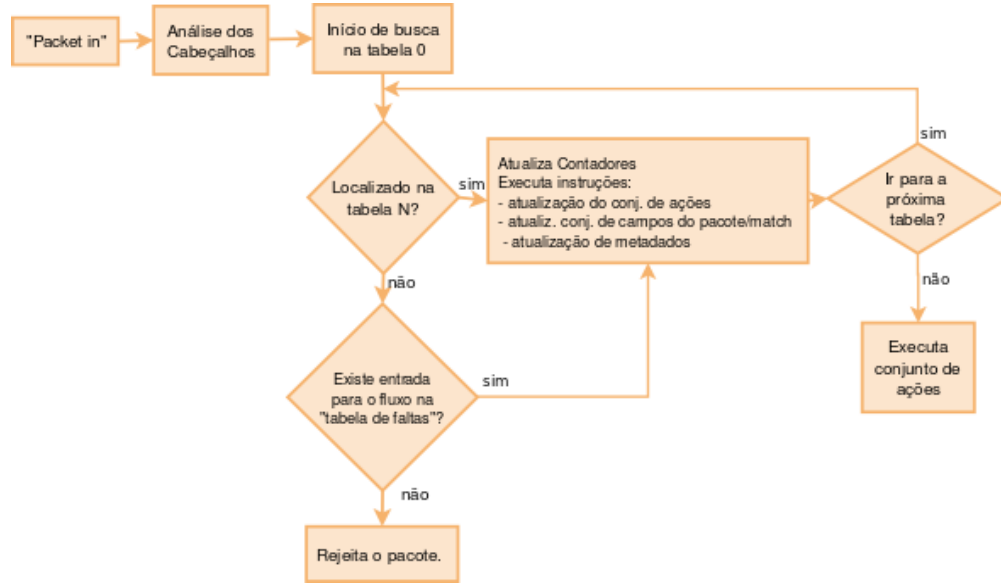 "Packet in"
Análise dos
Cabeçalhos
Início de busca
na tabela 0
sim
Localizado na
tabela N?
sim
Atualiza Contadores
Executa instruções:
- atualização do conj. de ações
- atualiz. conj. de campos do pacote/match
- atualização de metadados
Ir para a
próxima
tabela?
não
não
Existe entrada
para o fluxo na
"tabela de faltas"?
sim
Executa
conjunto de
ações
não
Rejeita o pacote.